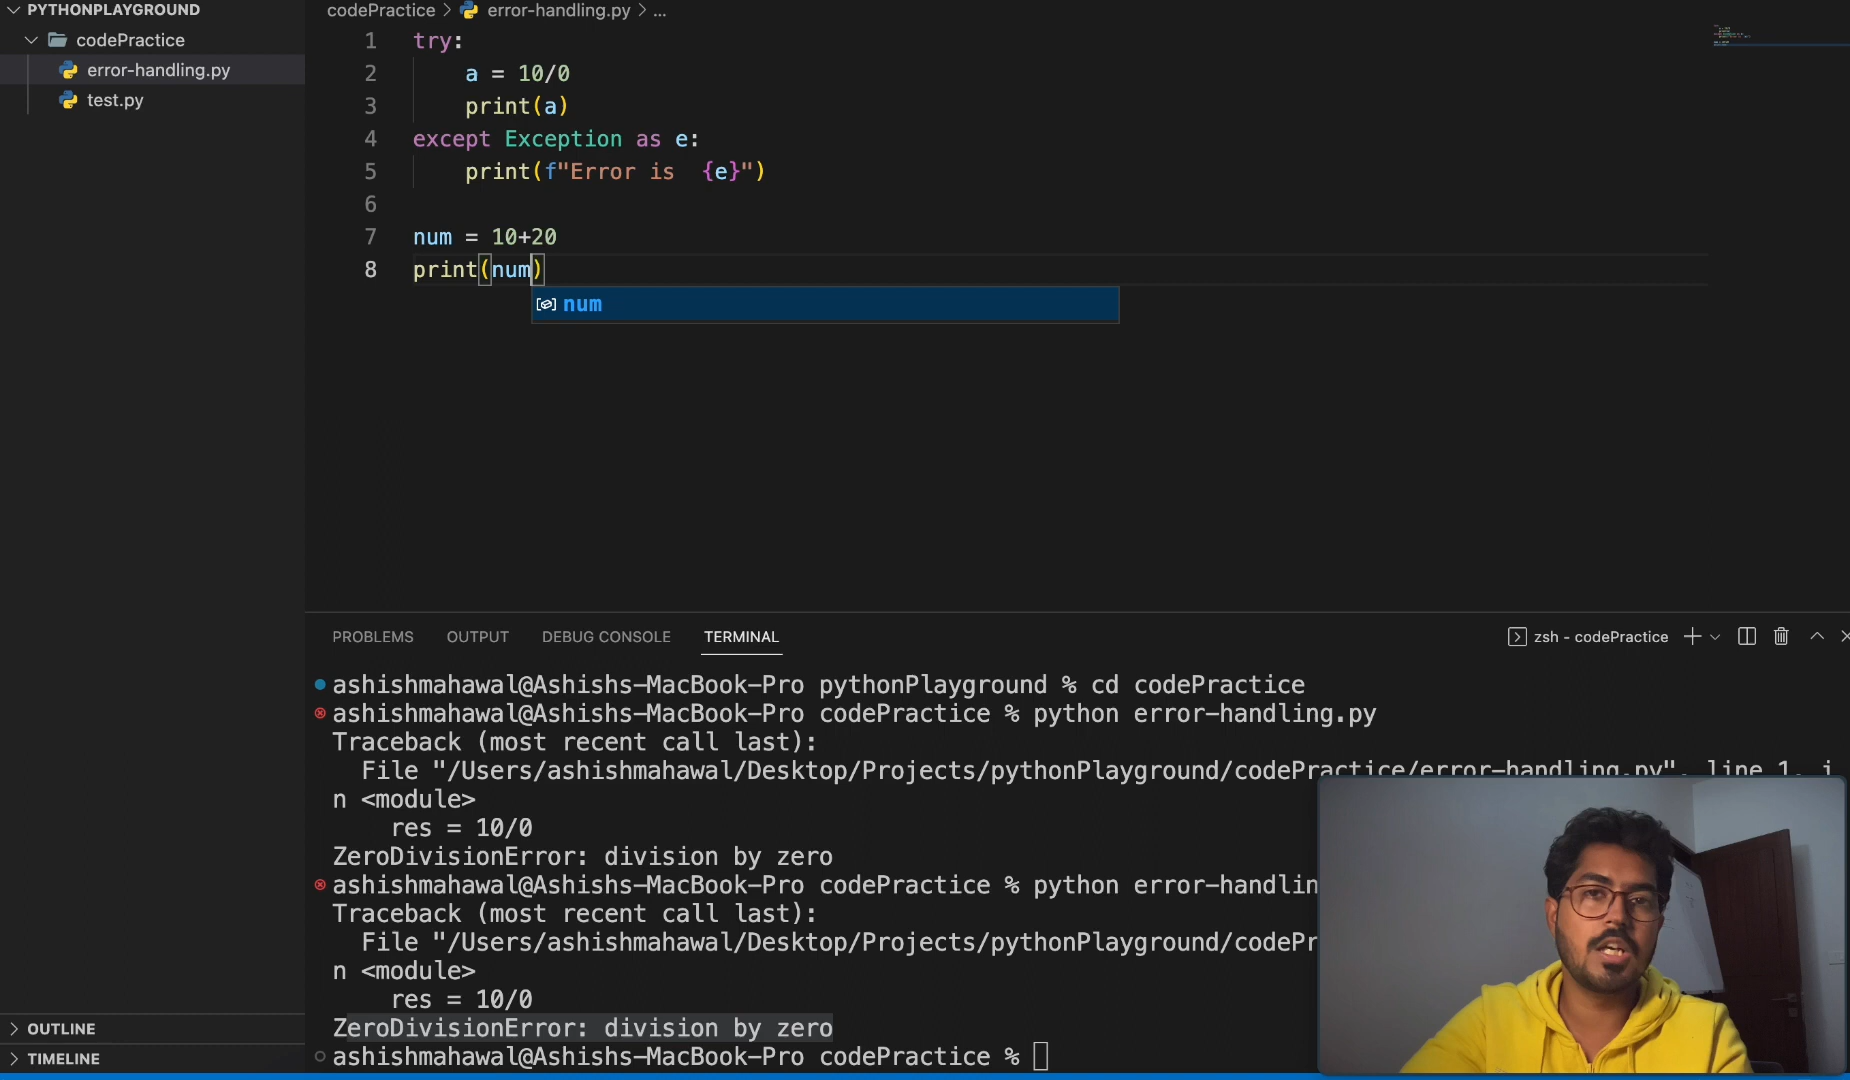 PYTHONPLAYGROUND
codePractice
error-handling.py
test.py
OUTLINE
TIMELINE
codePractice > error-handling.py > ...
1 try:
2 a = 10/0
3 print(a)
4 except Exception as e:
5 print(f"Error is  {e}")
6
7 num = 10+20
8 print(num)
num
PROBLEMS OUTPUT DEBUG CONSOLE TERMINAL zsh - codePractice
ashishmahawal@Ashishs-MacBook-Pro pythonPlayground % cd codePractice
ashishmahawal@Ashishs-MacBook-Pro codePractice % python error-handling.py
Traceback (most recent call last):
File "/Users/ashishmahawal/Desktop/Projects/pythonPlayground/codePractice/error-handling.py", line 1, i
n <module>
res = 10/0
ZeroDivisionError: division by zero
ashishmahawal@Ashishs-MacBook-Pro codePractice % python error-handlin
Traceback (most recent call last):
File "/Users/ashishmahawal/Desktop/Projects/pythonPlayground/codePr
n <module>
res = 10/0
ZeroDivisionError: division by zero
ashishmahawal@Ashishs-MacBook-Pro codePractice %